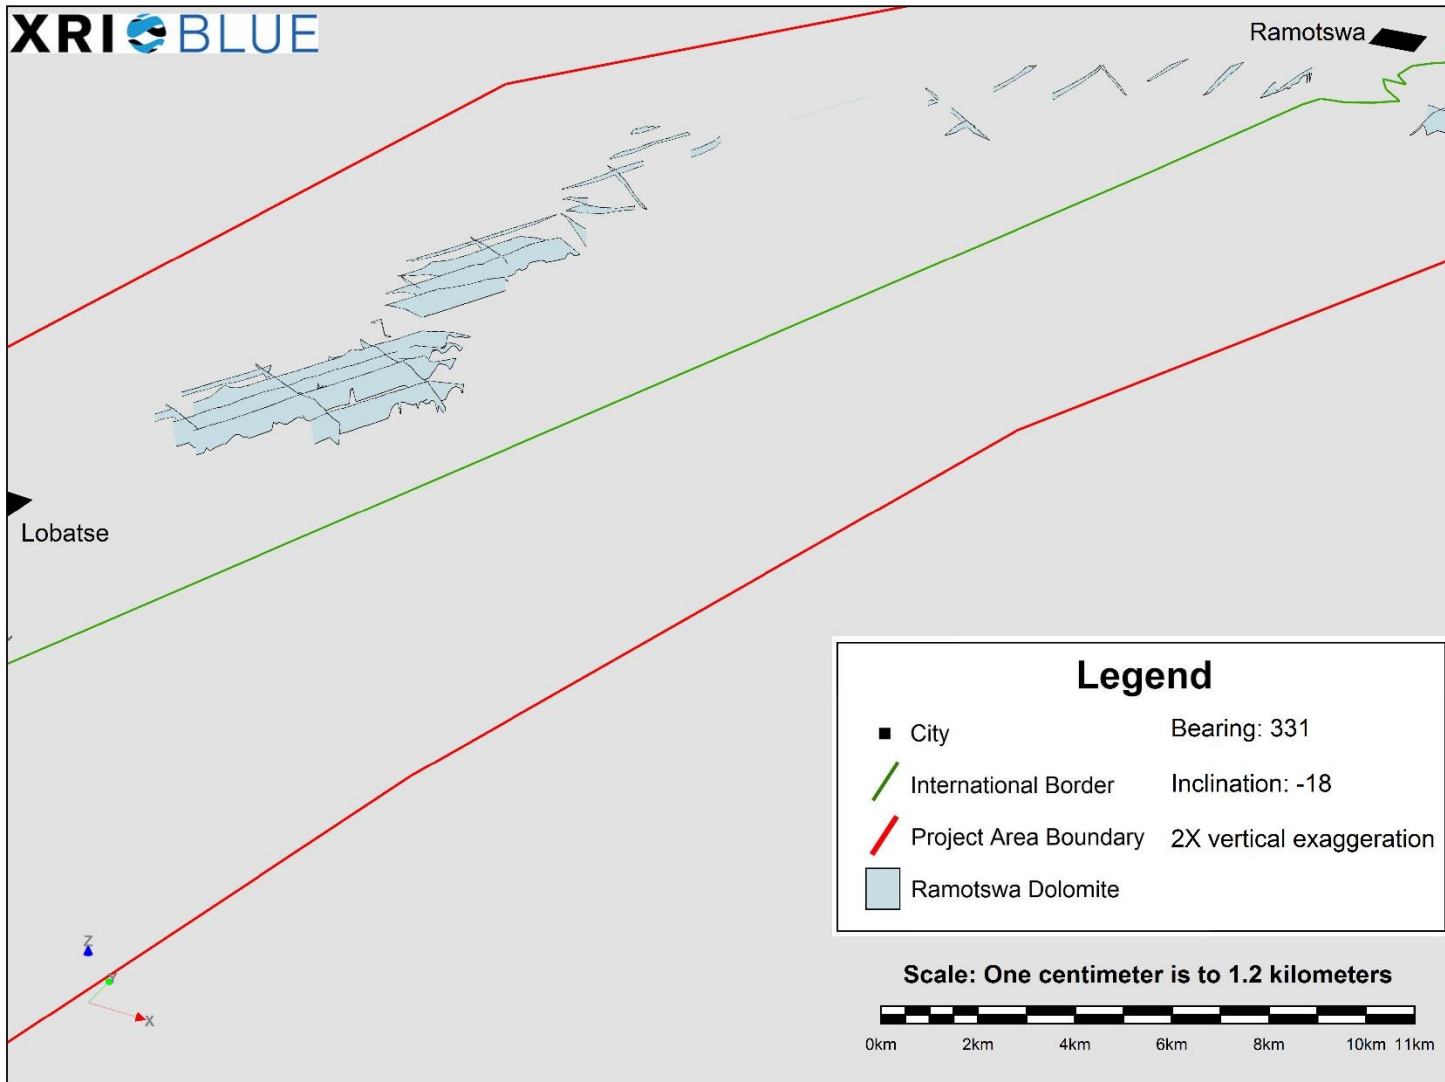 XRI BLUE
Ramotswa
Lobatse
Legend
City
International Border
Project Area Boundary
Ramotswa Dolomite
Bearing: 331
Inclination: -18
2X vertical exaggeration
Z
Y
X
Scale: One centimeter is to 1.2 kilometers
0km 2km 4km 6km 8km 10km 11km